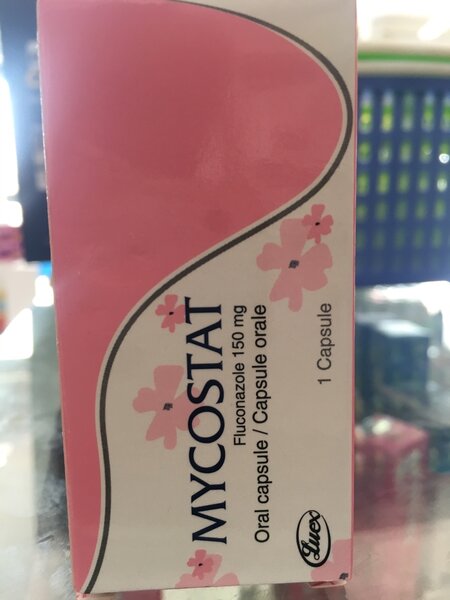 MYCOSTAT
Fluconazole 150 mg
Oral capsule / Capsule orale
1 Capsule
Luex